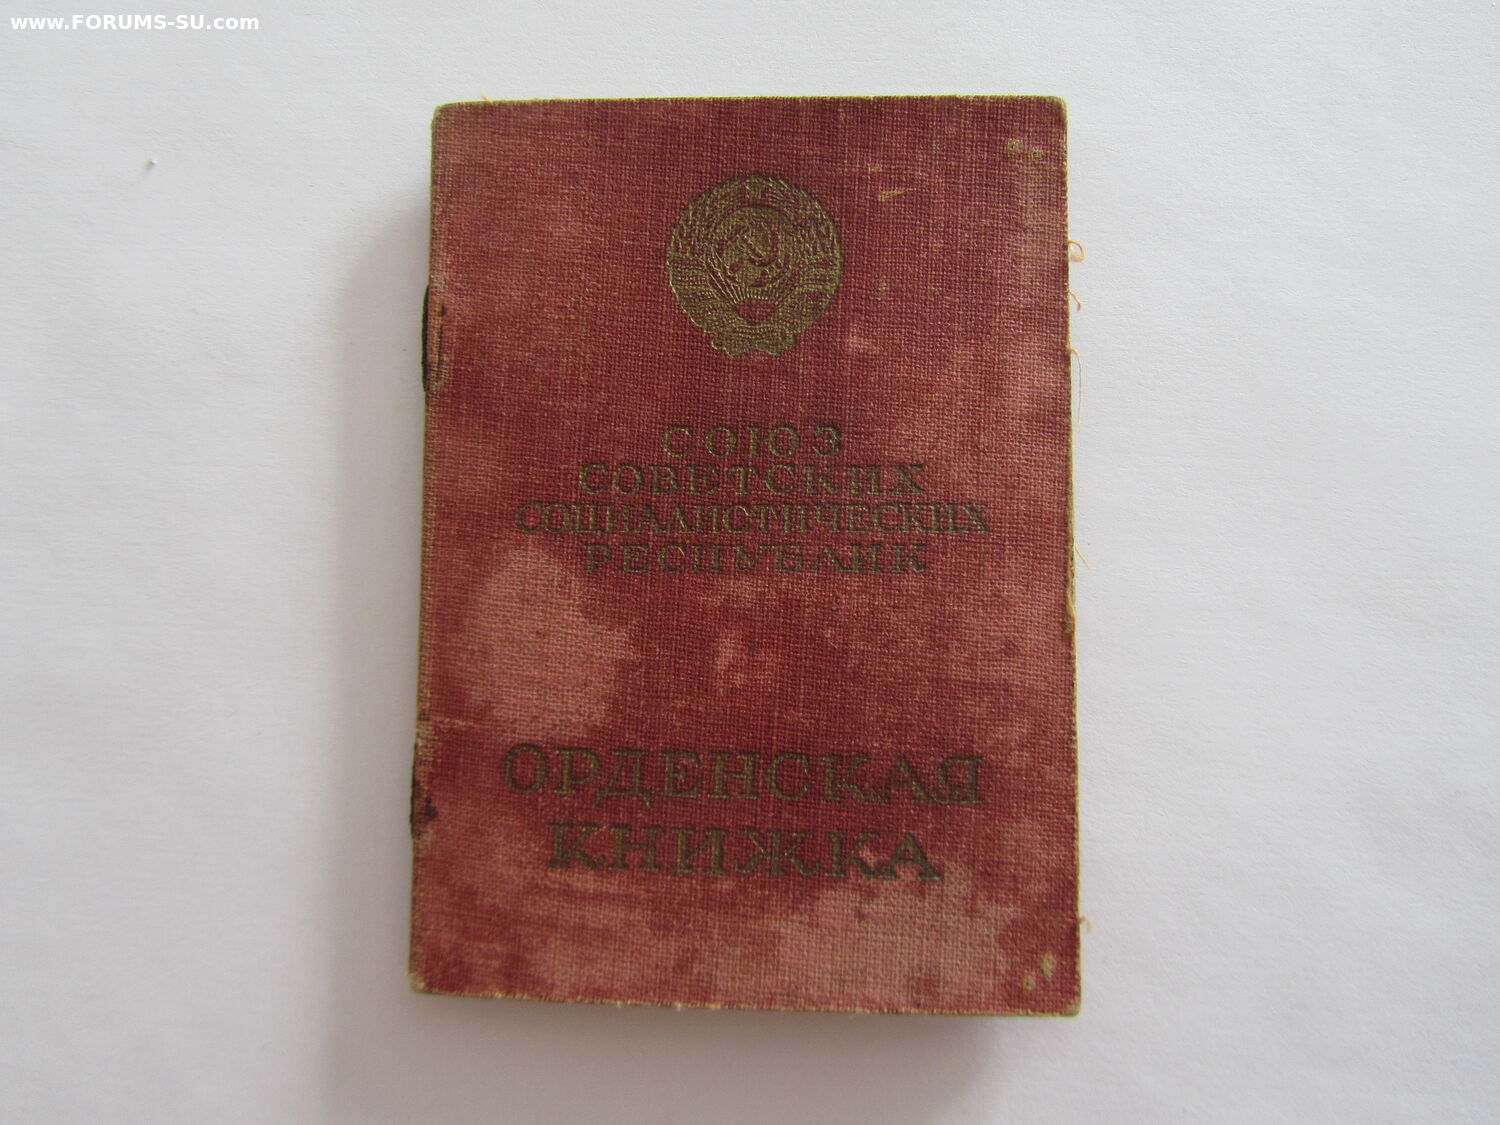 www.FORUMS-SU.com
СОЮЗ
СОВЕТСКИХ
СОЦИАЛИСТИЧЕСКИХ
РЕСПУБЛИК
ОРДЕНСКАЯ
КНИЖКА